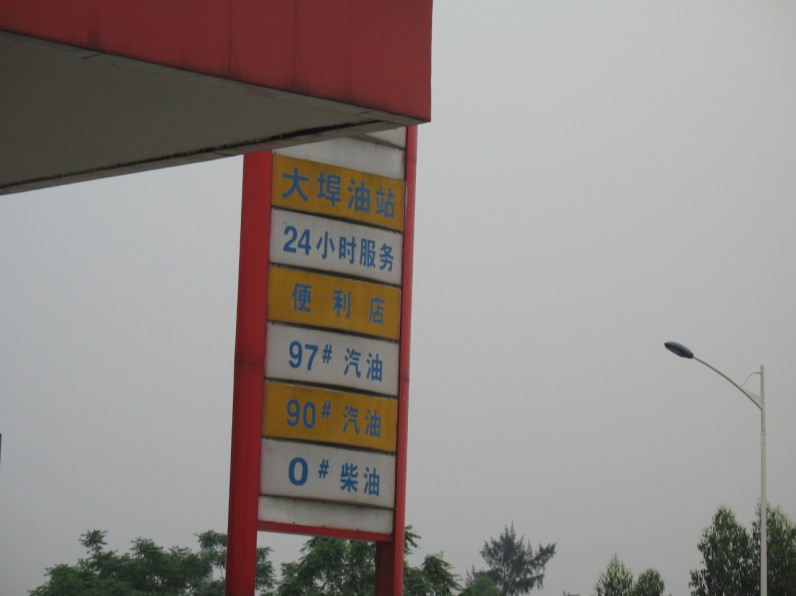 大埠油站
24小时服务
便利店
97# 汽油
90# 汽油
0# 柴油